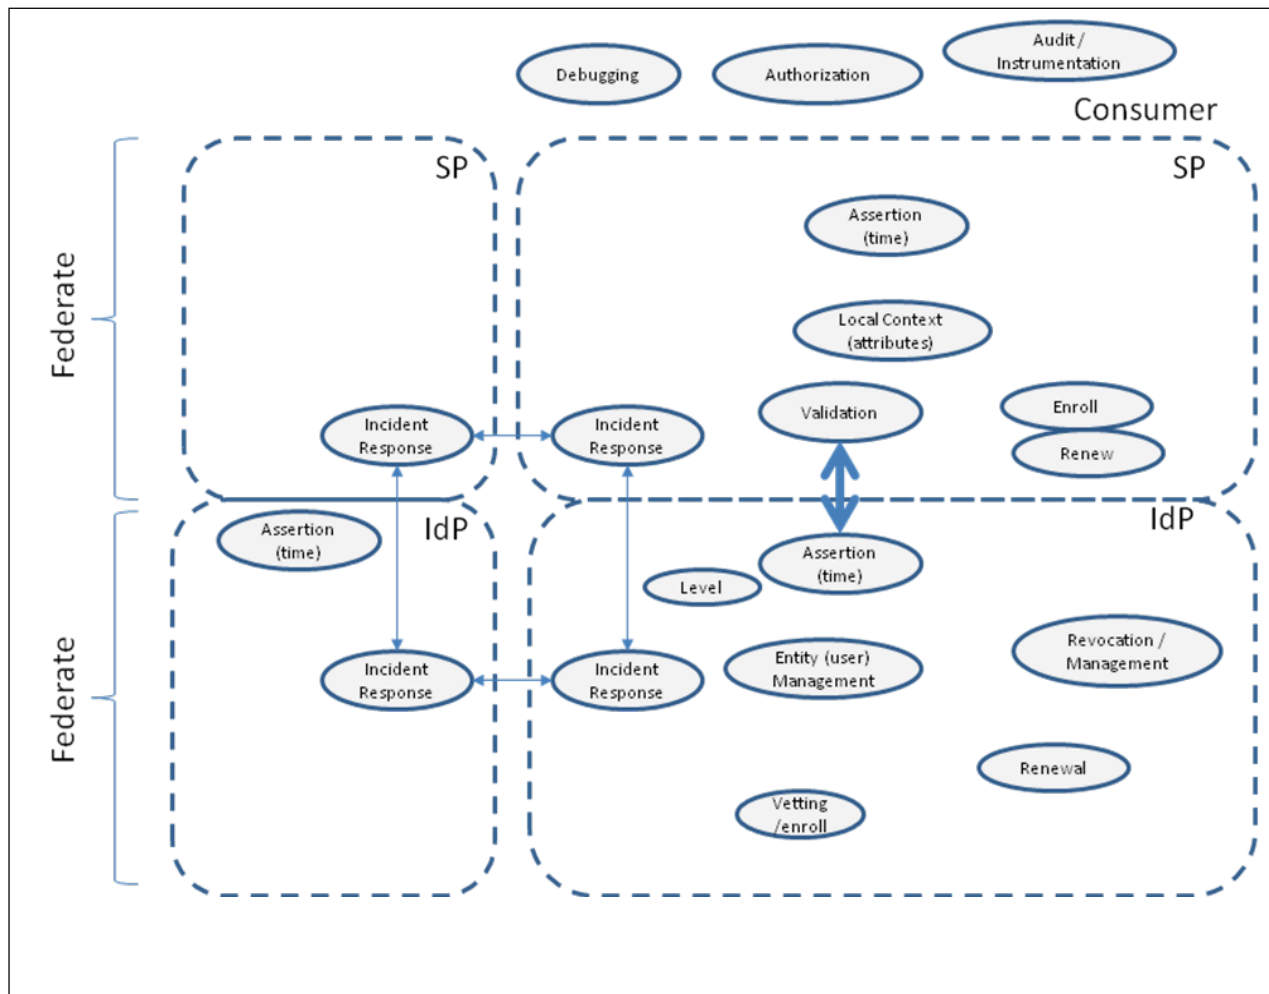 Debugging
Authorization
Audit /
Instrumentation
Consumer
SP
SP
Federate
Assertion
(time)
Local Context
(attributes)
Validation
Enroll
Renew
Incident
Response
Incident
Response
IdP
IdP
Federate
Assertion
(time)
Assertion
(time)
Level
Incident
Response
Incident
Response
Entity (user)
Management
Revocation /
Management
Renewal
Vetting
/enroll